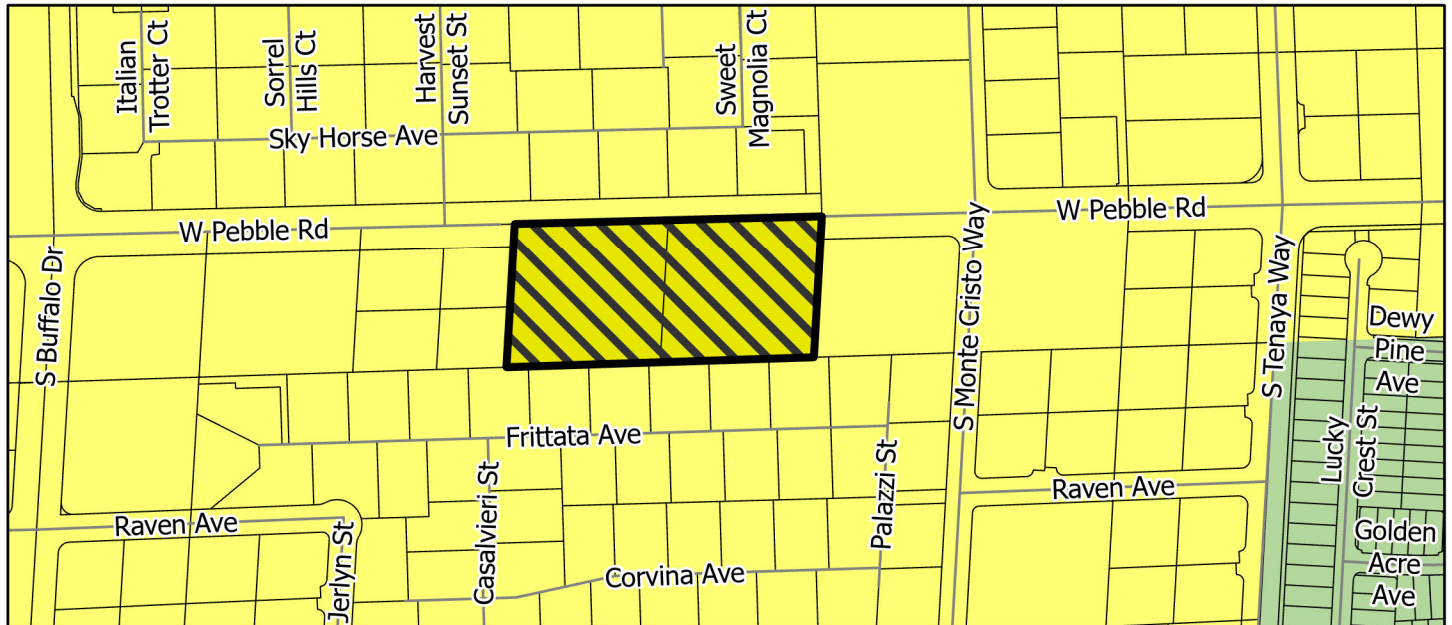 Italian
Trotter Ct
Sorrel
Hills Ct
Harvest
Sunset St
Sweet
Magnolia Ct
Sky Horse Ave
W Pebble Rd
W Pebble Rd
S Buffalo Dr
S Monte Cristo Way
S Tenaya Way
Dewy
Pine
Ave
Lucky
Crest St
Frittata Ave
Casalvieri St
Palazzi St
Raven Ave
Raven Ave
Jerlyn St
Corvina Ave
Golden
Acre
Ave